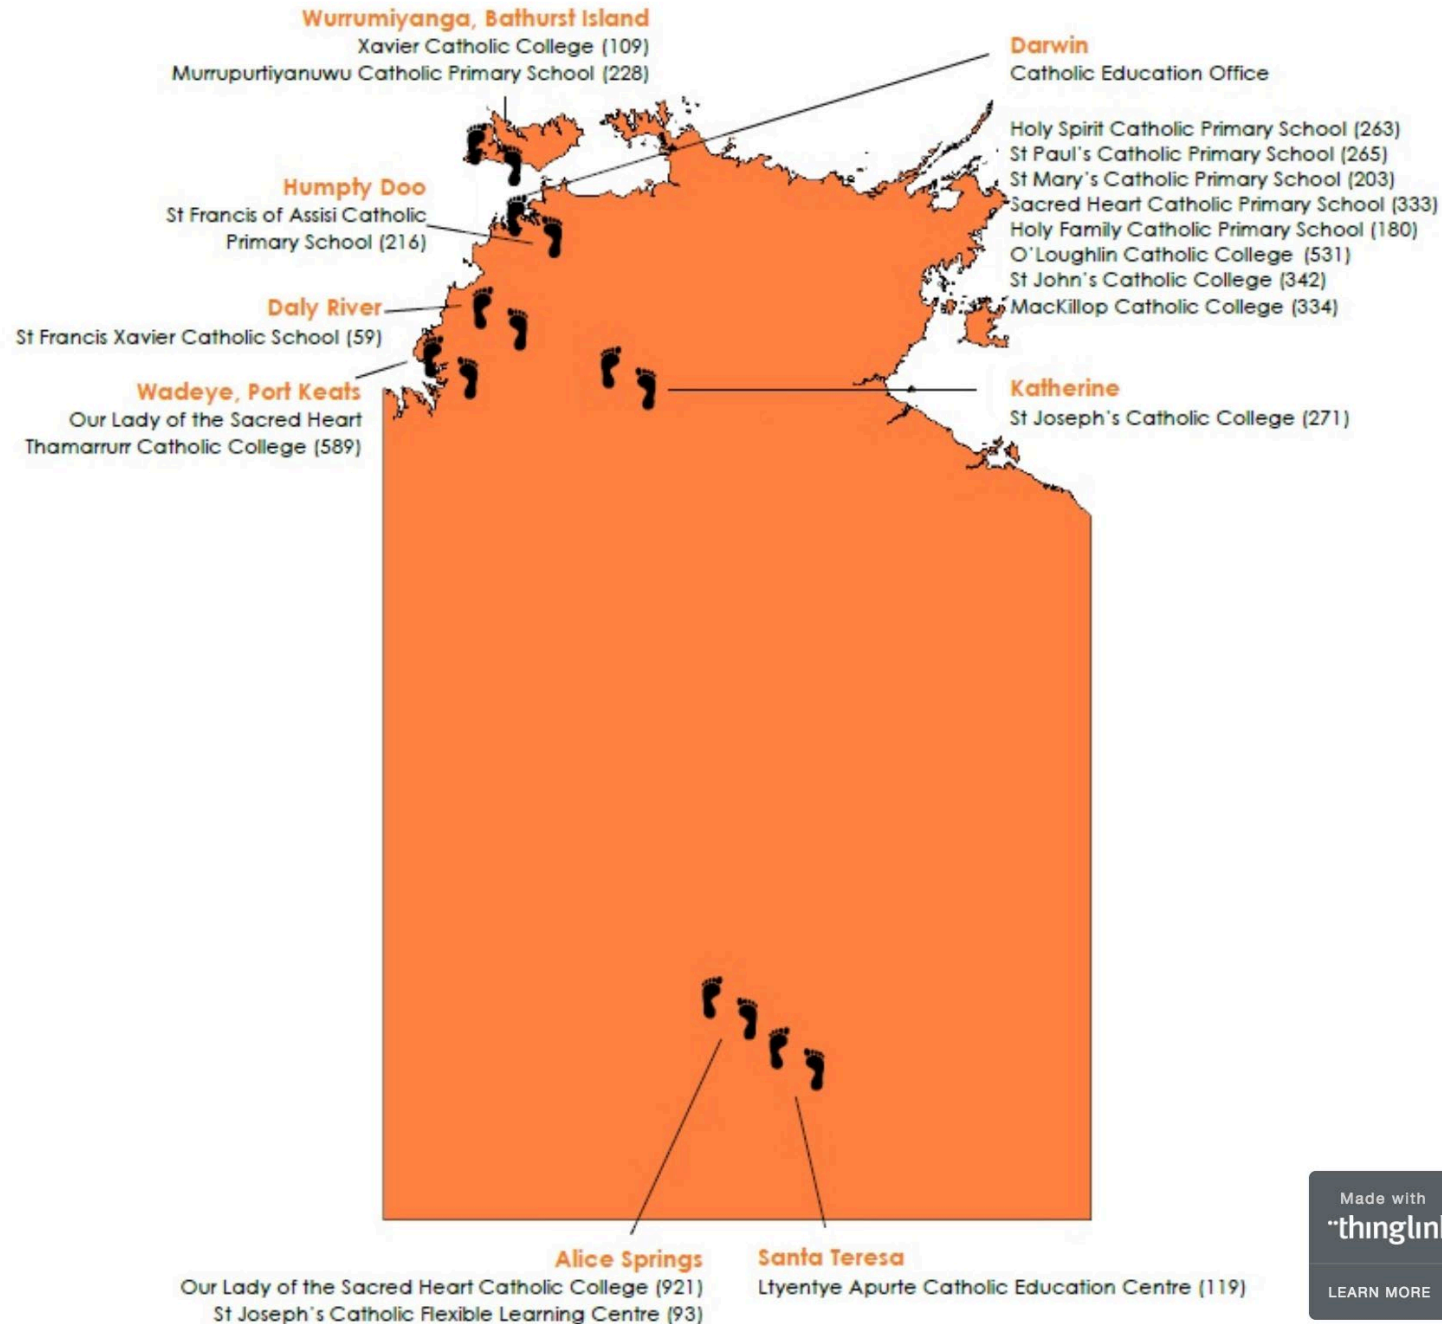 Wurrumiyanga, Bathurst Island
Xavier Catholic College (109)
Murrupurtiyanuwu Catholic Primary School (228)
Darwin
Catholic Education Office
Holy Spirit Catholic Primary School (263)
St Paul's Catholic Primary School (265)
St Mary's Catholic Primary School (203)
Sacred Heart Catholic Primary School (333)
Holy Family Catholic Primary School (180)
O'Loughlin Catholic College (531)
St John's Catholic College (342)
MacKillop Catholic College (334)
Humpty Doo
St Francis of Assisi Catholic
Primary School (216)
Daly River
St Francis Xavier Catholic School (59)
Wadeye, Port Keats
Our Lady of the Sacred Heart
Thamarrurr Catholic College (589)
Katherine
St Joseph's Catholic College (271)
Alice Springs
Our Lady of the Sacred Heart Catholic College (921)
St Joseph's Catholic Flexible Learning Centre (93)
Santa Teresa
Ltyentye Apurte Catholic Education Centre (119)
Made with
thinglink
LEARN MORE